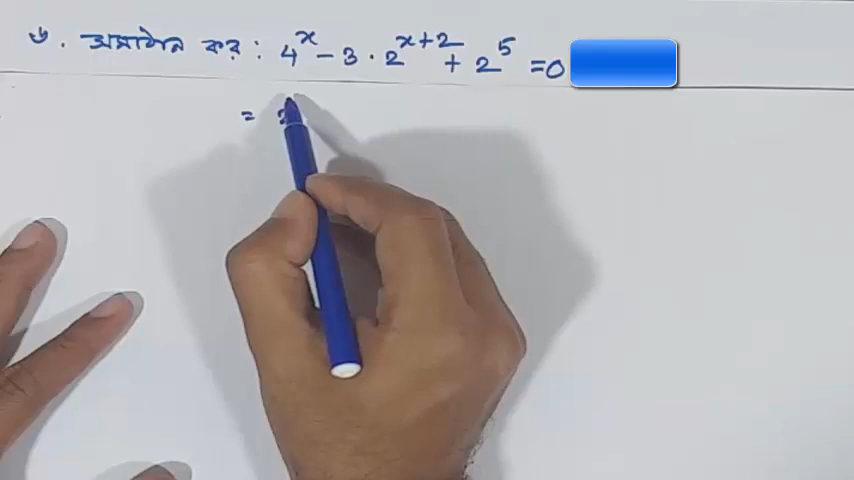 ৬. সমাধান কর: 4^x - 3 · 2^{x+2} + 2^5 = 0
=